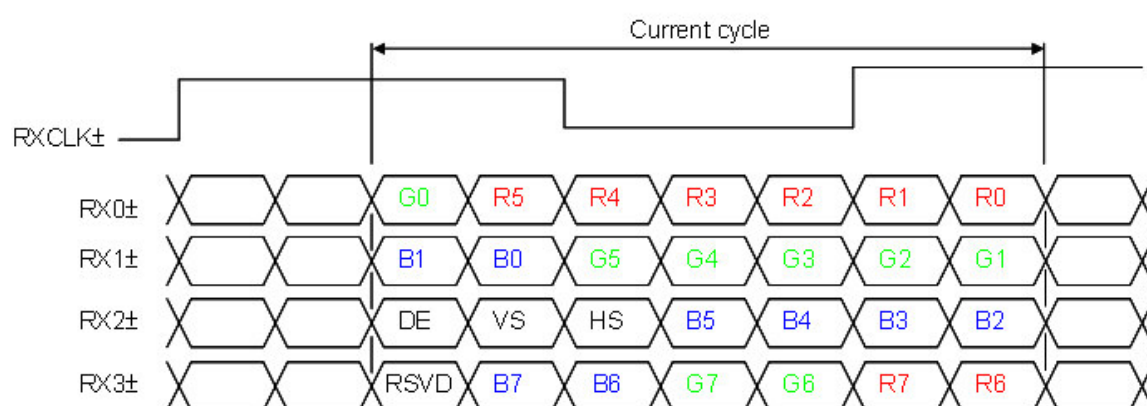 Current cycle
RXCLK±
RX0± G0 R5 R4 R3 R2 R1 R0
RX1± B1 B0 G5 G4 G3 G2 G1
RX2± DE VS HS B5 B4 B3 B2
RX3± RSVD B7 B6 G7 G6 R7 R6